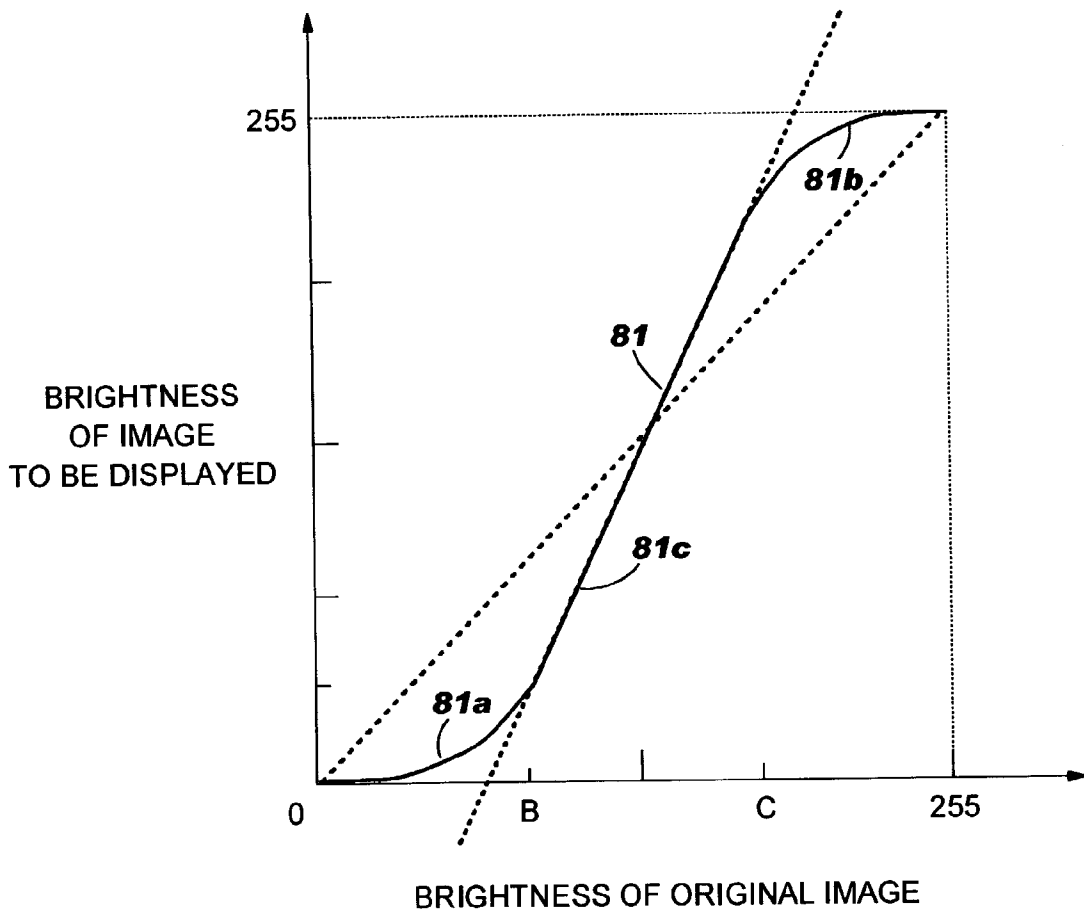 255
81b
81
BRIGHTNESS
OF IMAGE
TO BE DISPLAYED
81c
81a
0
B
C
255
BRIGHTNESS OF ORIGINAL IMAGE